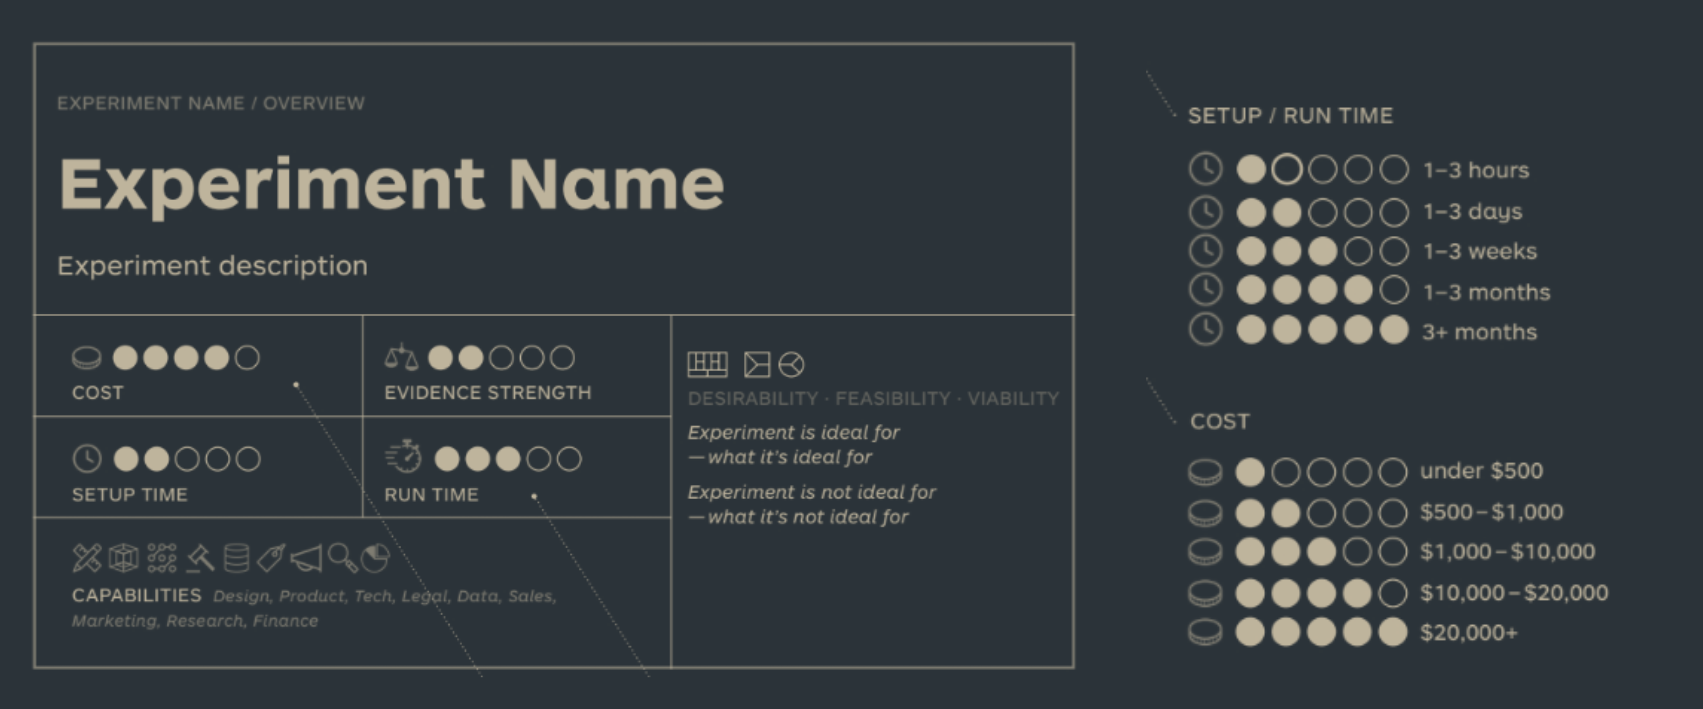 EXPERIMENT NAME / OVERVIEW
Experiment Name
Experiment description
COST
EVIDENCE STRENGTH
SETUP TIME
RUN TIME
CAPABILITIES Design, Product, Tech, Legal, Data, Sales,
Marketing, Research, Finance
DESIRABILITY · FEASIBILITY · VIABILITY
Experiment is ideal for
—what it's ideal for
Experiment is not ideal for
—what it's not ideal for
SETUP / RUN TIME
1–3 hours
1–3 days
1–3 weeks
1–3 months
3+ months
COST
under $500
$500–$1,000
$1,000–$10,000
$10,000–$20,000
$20,000+